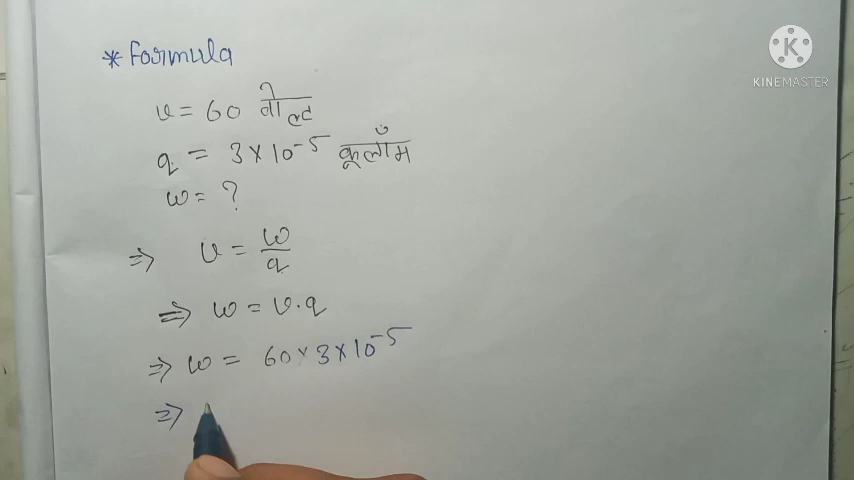 * Formula
v = 60 वोल्ट
q = 3 × 10⁻⁵ कूलॉम
w = ?
⇒ v = w/q
⇒ w = v.q
⇒ w = 60 × 3 × 10⁻⁵
⇒
K
KINEMASTER